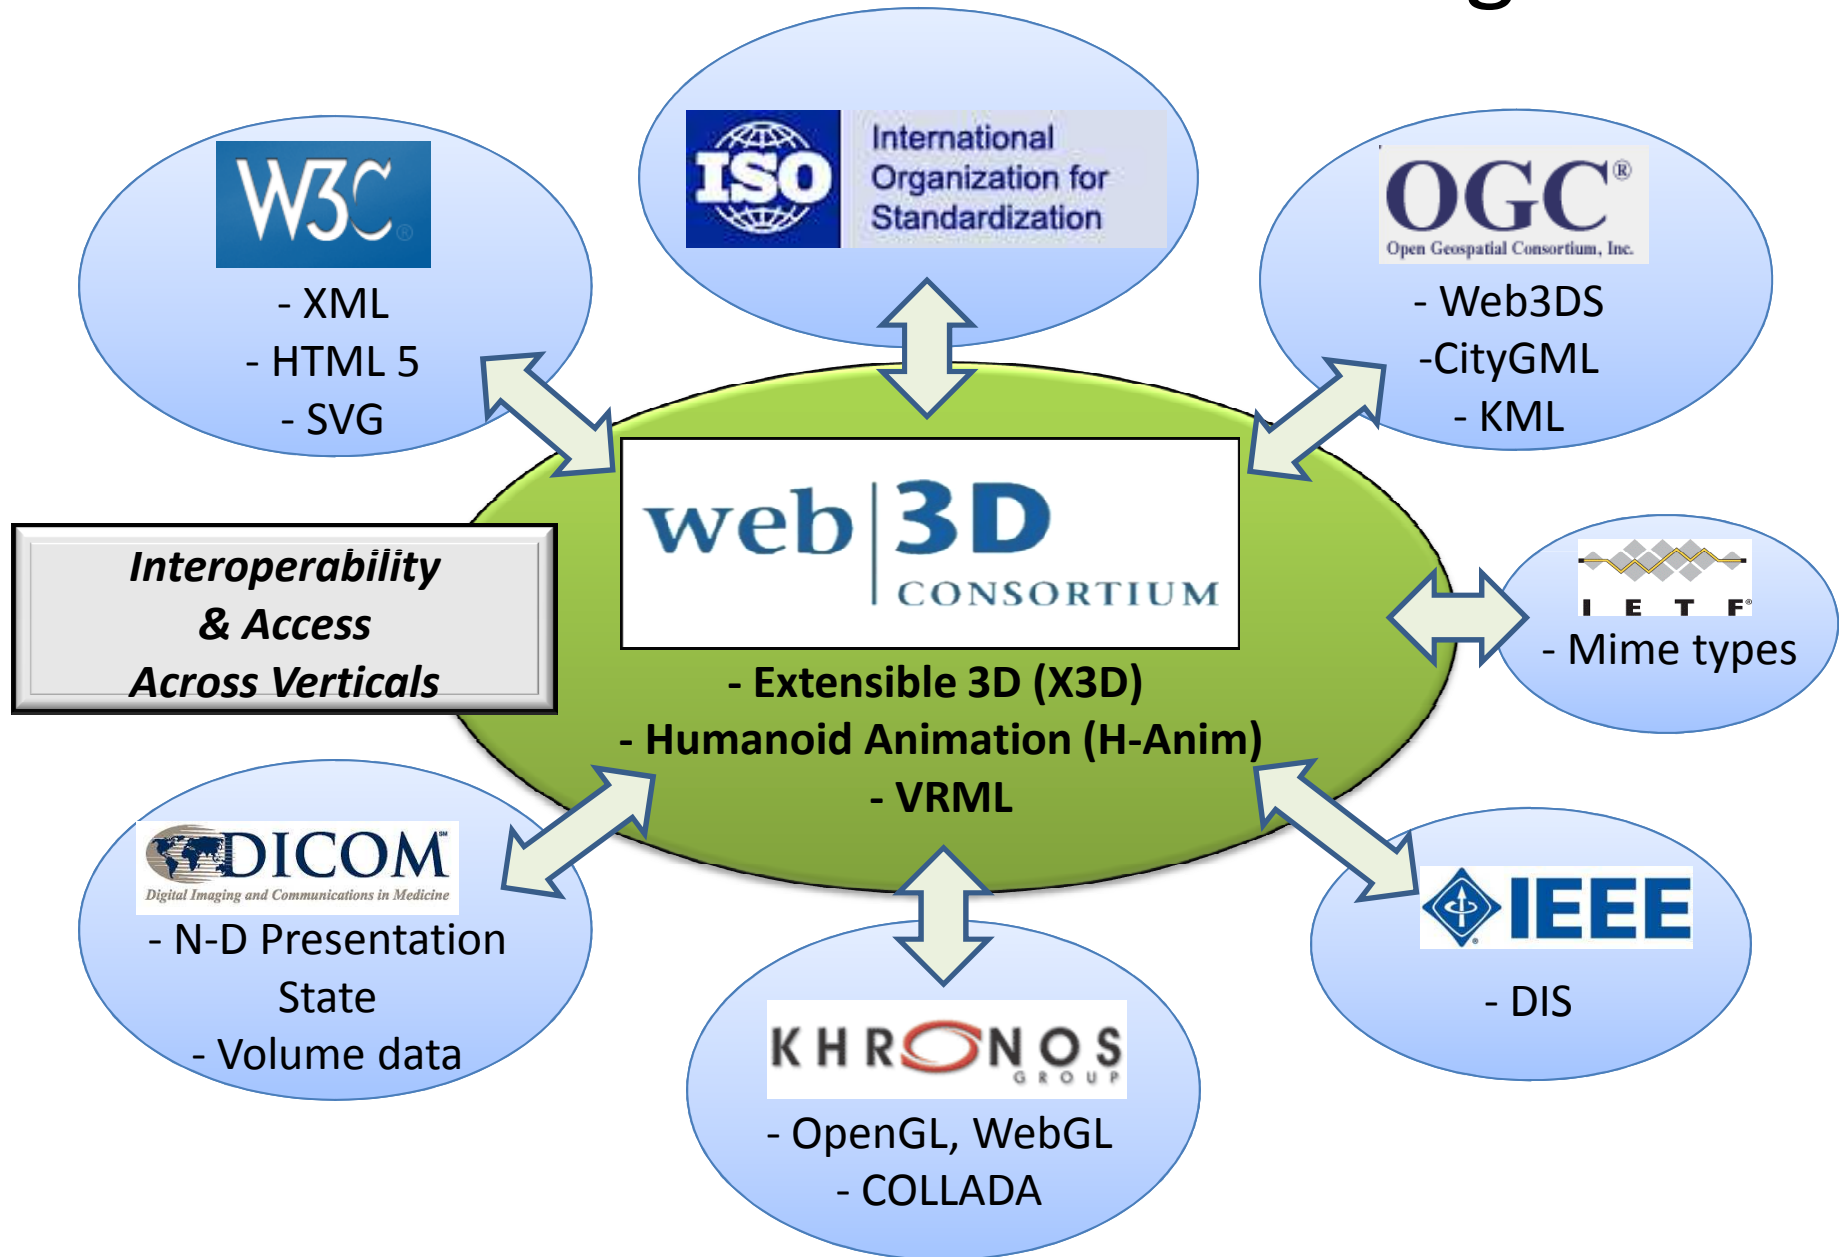 g
ISO
International
Organization for
Standardization
W3C®
- XML
- HTML 5
- SVG
OGC®
Open Geospatial Consortium, Inc.
- Web3DS
-CityGML
- KML
web|3D
CONSORTIUM
- Extensible 3D (X3D)
- Humanoid Animation (H-Anim)
- VRML
Interoperability
& Access
Across Verticals
I E T F®
- Mime types
DICOM℠
Digital Imaging and Communications in Medicine
- N-D Presentation
State
- Volume data
KHRONOS
GROUP
- OpenGL, WebGL
- COLLADA
IEEE
- DIS